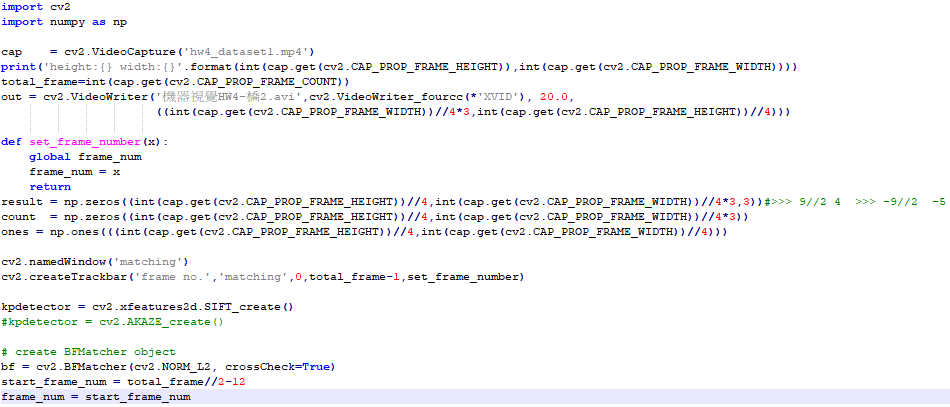 import cv2
import numpy as np
cap    = cv2.VideoCapture('hw4_dataset1.mp4')
print('height:{} width:{}'.format(int(cap.get(cv2.CAP_PROP_FRAME_HEIGHT)),int(cap.get(cv2.CAP_PROP_FRAME_WIDTH))))
total_frame=int(cap.get(cv2.CAP_PROP_FRAME_COUNT))
out = cv2.VideoWriter('機器視覺HW4-橋2.avi',cv2.VideoWriter_fourcc(*'XVID'), 20.0,
                      ((int(cap.get(cv2.CAP_PROP_FRAME_WIDTH))//4*3,int(cap.get(cv2.CAP_PROP_FRAME_HEIGHT))//4)))
def set_frame_number(x):
    global frame_num
    frame_num = x
    return
result = np.zeros((int(cap.get(cv2.CAP_PROP_FRAME_HEIGHT))//4,int(cap.get(cv2.CAP_PROP_FRAME_WIDTH))//4*3,3))#>>> 9//2 4  >>> -9//2  -5
count  = np.zeros((int(cap.get(cv2.CAP_PROP_FRAME_HEIGHT))//4,int(cap.get(cv2.CAP_PROP_FRAME_WIDTH))//4*3))
ones = np.ones(((int(cap.get(cv2.CAP_PROP_FRAME_HEIGHT))//4,int(cap.get(cv2.CAP_PROP_FRAME_WIDTH))//4)))
cv2.namedWindow('matching')
cv2.createTrackbar('frame no.','matching',0,total_frame-1,set_frame_number)
kpdetector = cv2.xfeatures2d.SIFT_create()
#kpdetector = cv2.AKAZE_create()
# create BFMatcher object
bf = cv2.BFMatcher(cv2.NORM_L2, crossCheck=True)
start_frame_num = total_frame//2-12
frame_num = start_frame_num